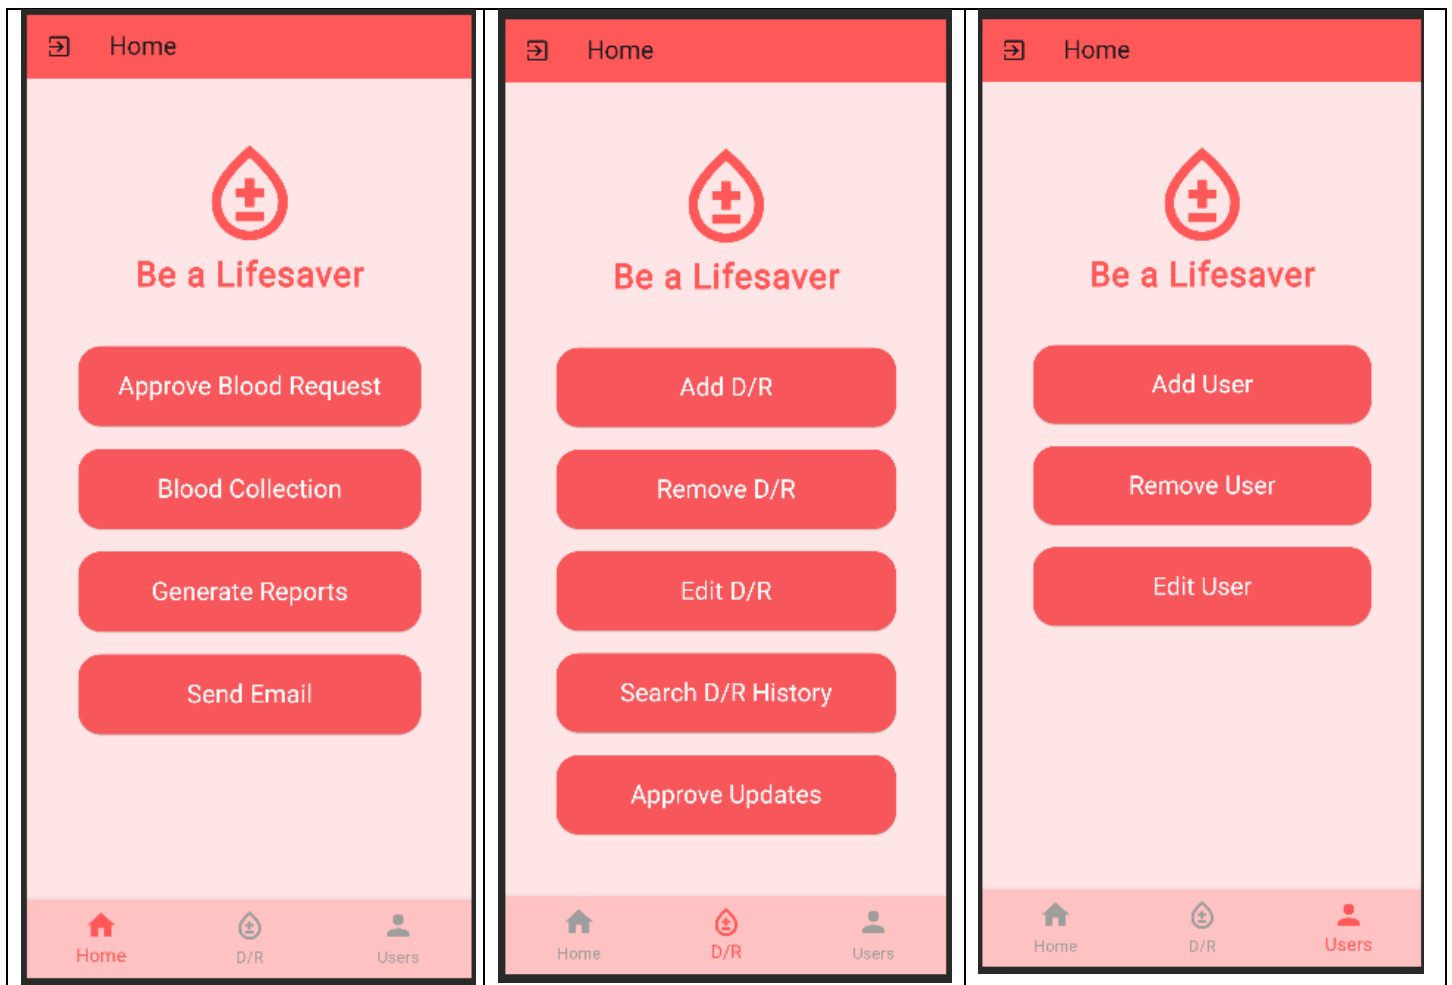 Home
Be a Lifesaver
Approve Blood Request
Blood Collection
Generate Reports
Send Email
Home
D/R
Users
Home
Be a Lifesaver
Add D/R
Remove D/R
Edit D/R
Search D/R History
Approve Updates
Home
D/R
Users
Home
Be a Lifesaver
Add User
Remove User
Edit User
Home
D/R
Users